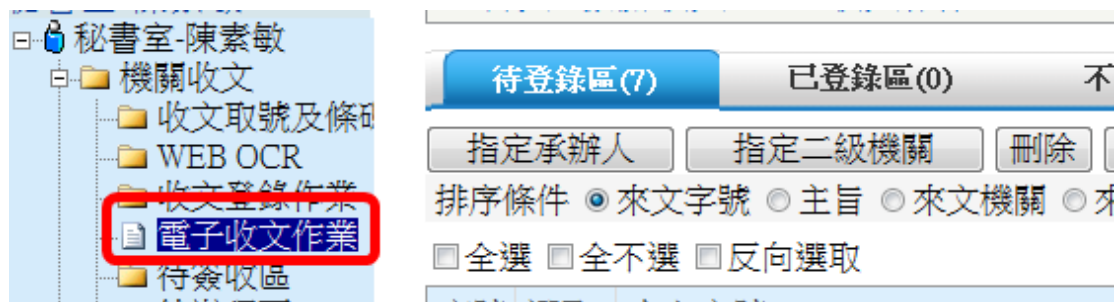 秘書室-陳素敏
機關收文
收文取號及條
WEB OCR
收文登錄作業
電子收文作業
待簽收區
待登錄區(7) 已登錄區(0) 不
指定承辦人 指定二級機關 刪除
排序條件 來文字號 主旨 來文機關
全選 全不選 反向選取